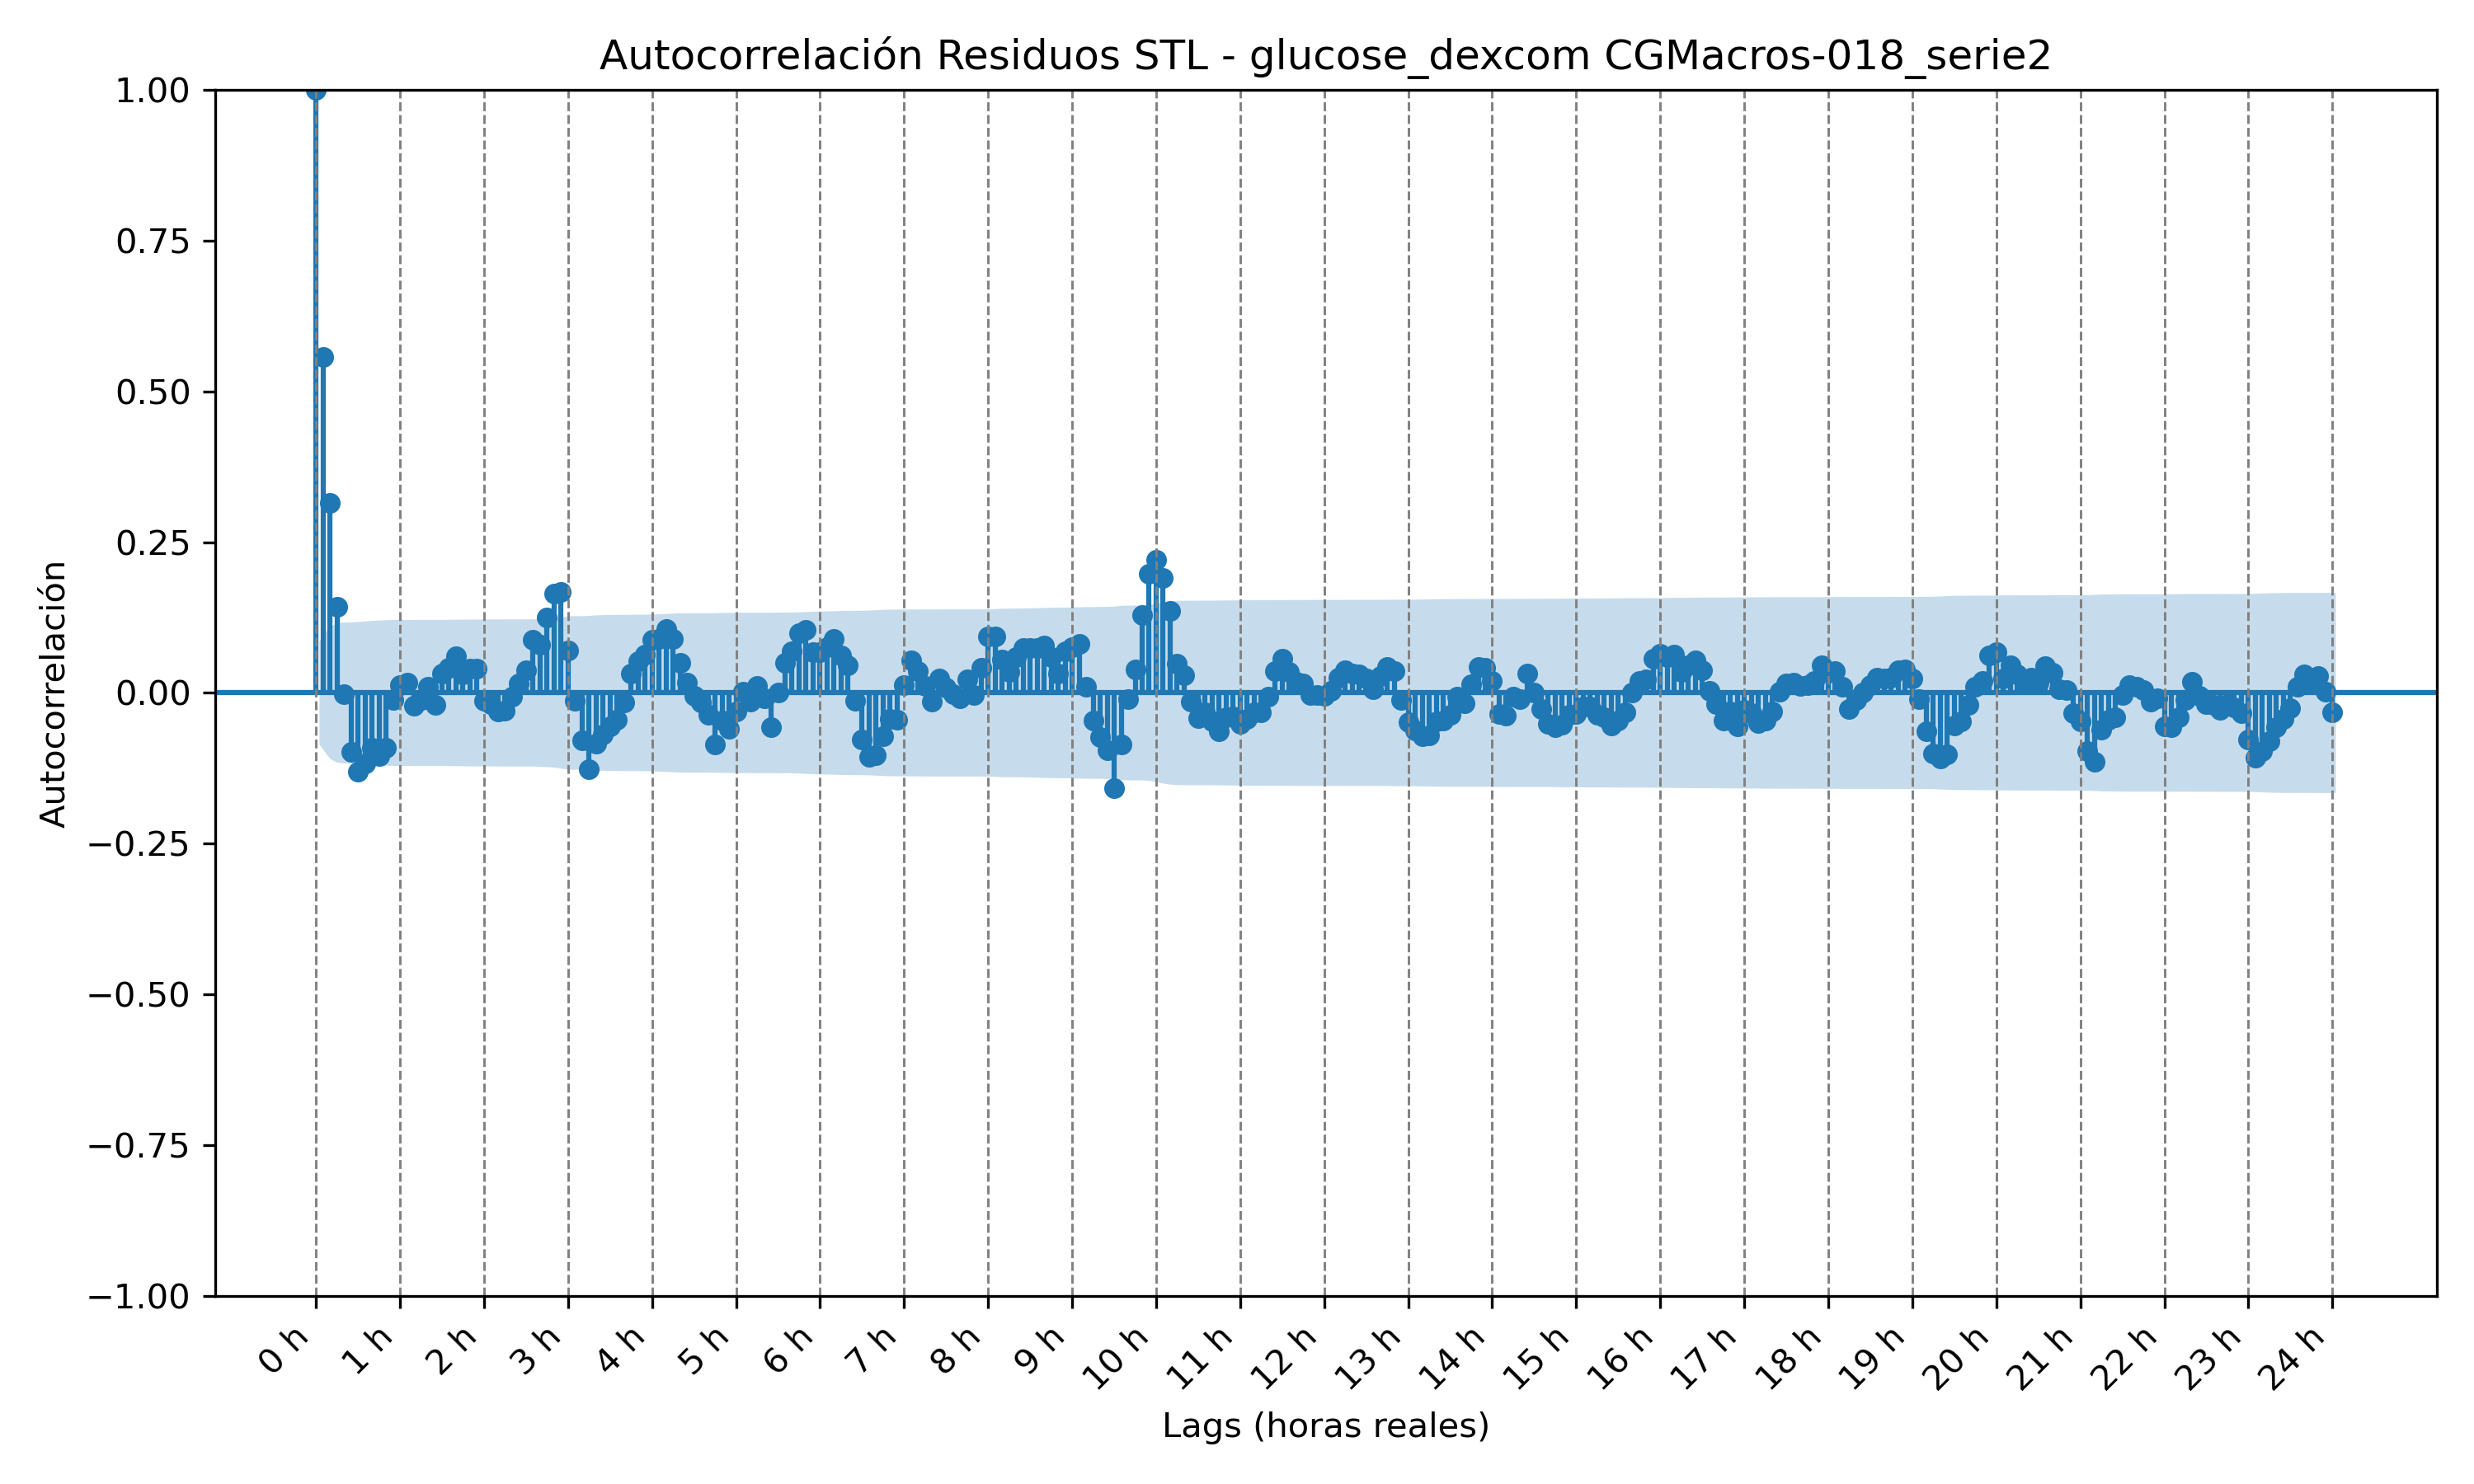 Autocorrelación Residuos STL - glucose_dexcom CGMacros-018_serie2
1.00
0.75
0.50
0.25
0.00
−0.25
−0.50
−0.75
−1.00
Autocorrelación
0 h
1 h
2 h
3 h
4 h
5 h
6 h
7 h
8 h
9 h
10 h
11 h
12 h
13 h
14 h
15 h
16 h
17 h
18 h
19 h
20 h
21 h
22 h
23 h
24 h
Lags (horas reales)